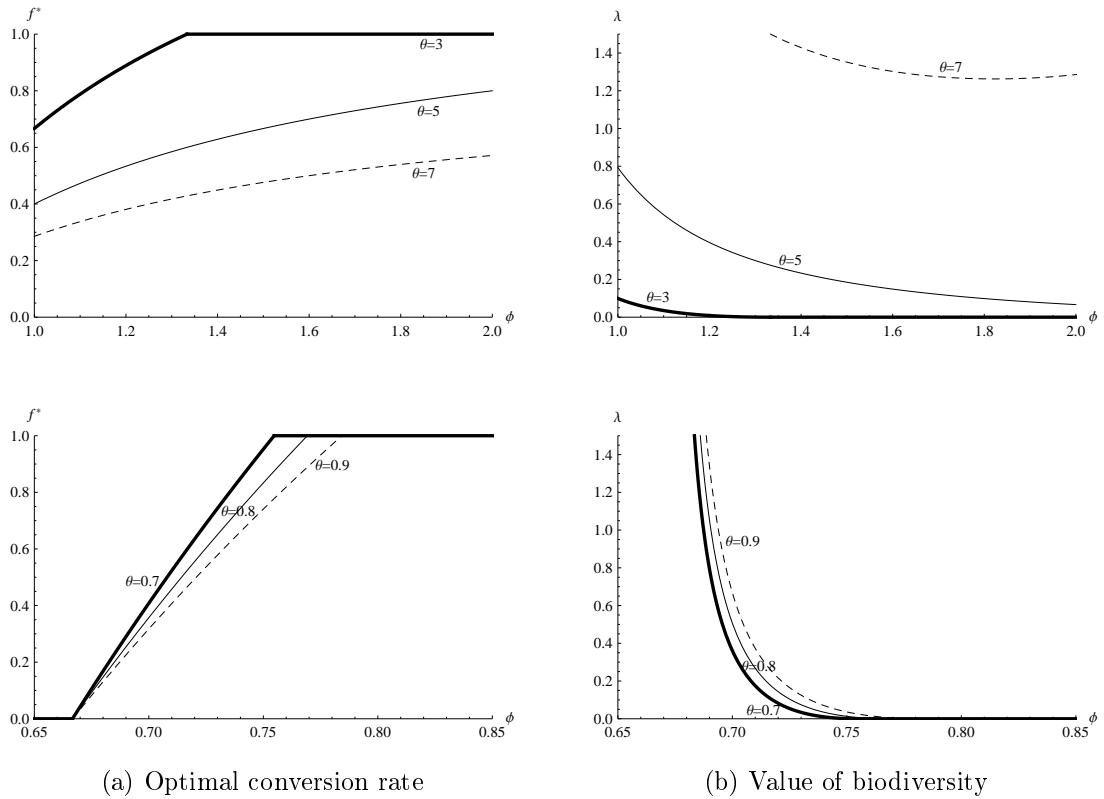 f* λ
1.0 1.4
θ=3 θ=7
0.8 1.2
θ=5 1.0
0.6 0.8
θ=7 0.6
0.4 0.4
θ=5
0.2 0.2
θ=3
0.0 0.0
1.0 1.2 1.4 1.6 1.8 2.0 ϕ 1.0 1.2 1.4 1.6 1.8 2.0 ϕ
f* λ
1.0 1.4
θ=0.9 1.2
0.8 1.0
θ=0.8 θ=0.9
0.6 0.8
θ=0.7 0.6
0.4 0.4
θ=0.8
0.2 0.2
θ=0.7
0.0 0.0
0.65 0.70 0.75 0.80 0.85 ϕ 0.65 0.70 0.75 0.80 0.85 ϕ
(a) Optimal conversion rate (b) Value of biodiversity